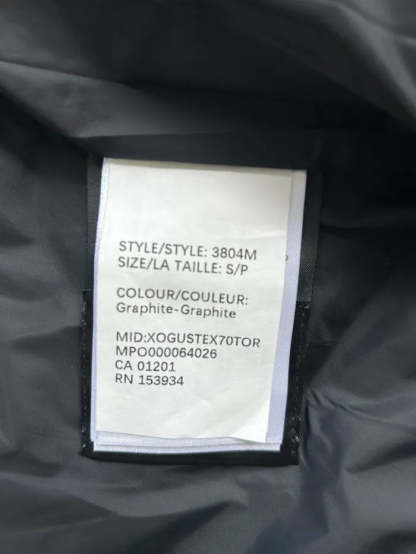 STYLE/STYLE: 3804M
SIZE/LA TAILLE: S/P
COLOUR/COULEUR:
Graphite-Graphite
MID:XOGUSTEX70TOR
MPO000064026
CA 01201
RN 153934